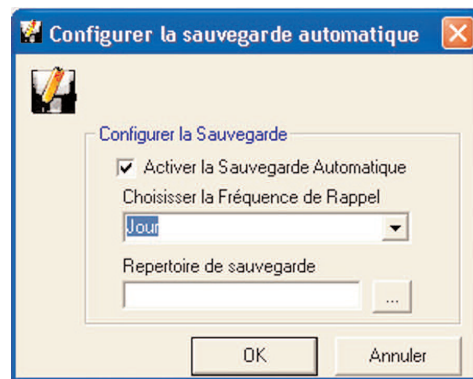 Configurer la sauvegarde automatique
Configurer la Sauvegarde
Activer la Sauvegarde Automatique
Choisisser la Fréquence de Rappel
Jour
Repertoire de sauvegarde
...
OK
Annuler